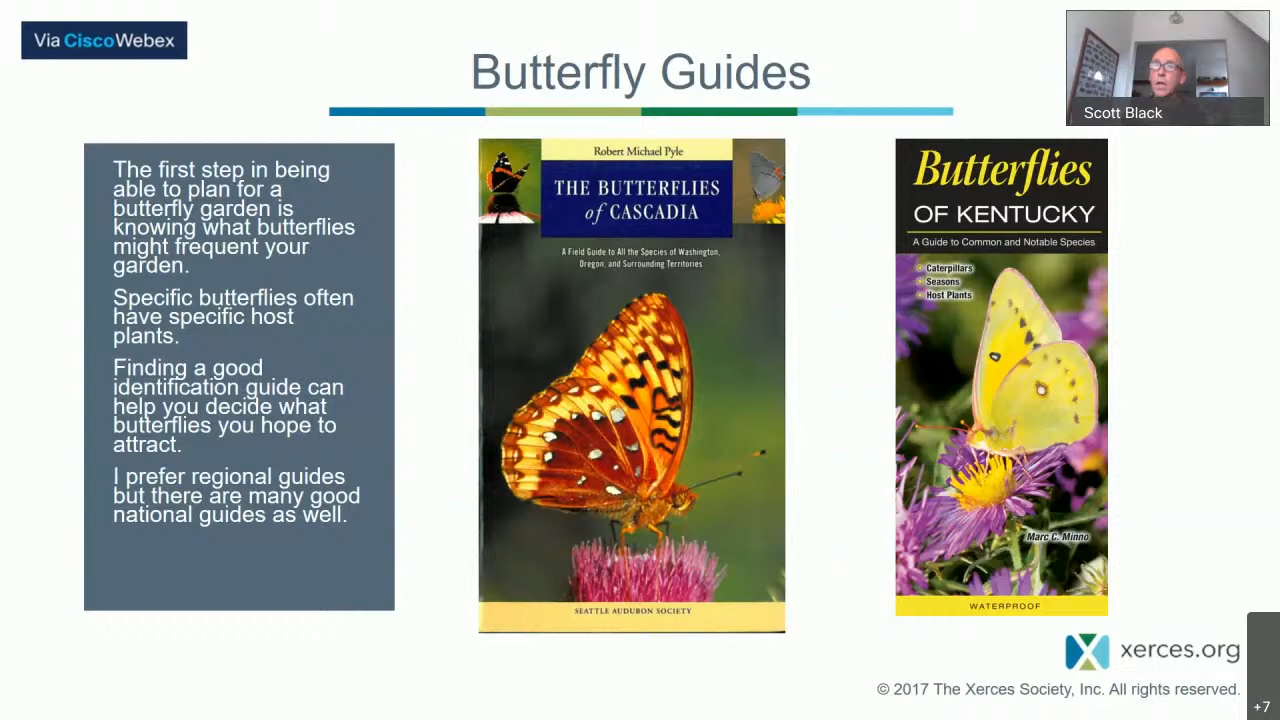 Via CiscoWebex
Butterfly Guides
Scott Black
The first step in being
able to plan for a
butterfly garden is
knowing what butterflies
might frequent your
garden.
Specific butterflies often
have specific host
plants.
Finding a good
identification guide can
help you decide what
butterflies you hope to
attract.
I prefer regional guides
but there are many good
national guides as well.
Robert Michael Pyle
THE BUTTERFLIES
of CASCADIA
A Field Guide to All the Species of Washington,
Oregon, and Surrounding Territories
SEATTLE AUDUBON SOCIETY
Butterflies
OF KENTUCKY
A Guide to Common and Notable Species
Caterpillars
Seasons
Host Plants
Marc C. Minno
WATERPROOF
xerces.org
© 2017 The Xerces Society, Inc. All rights reserved.
+7